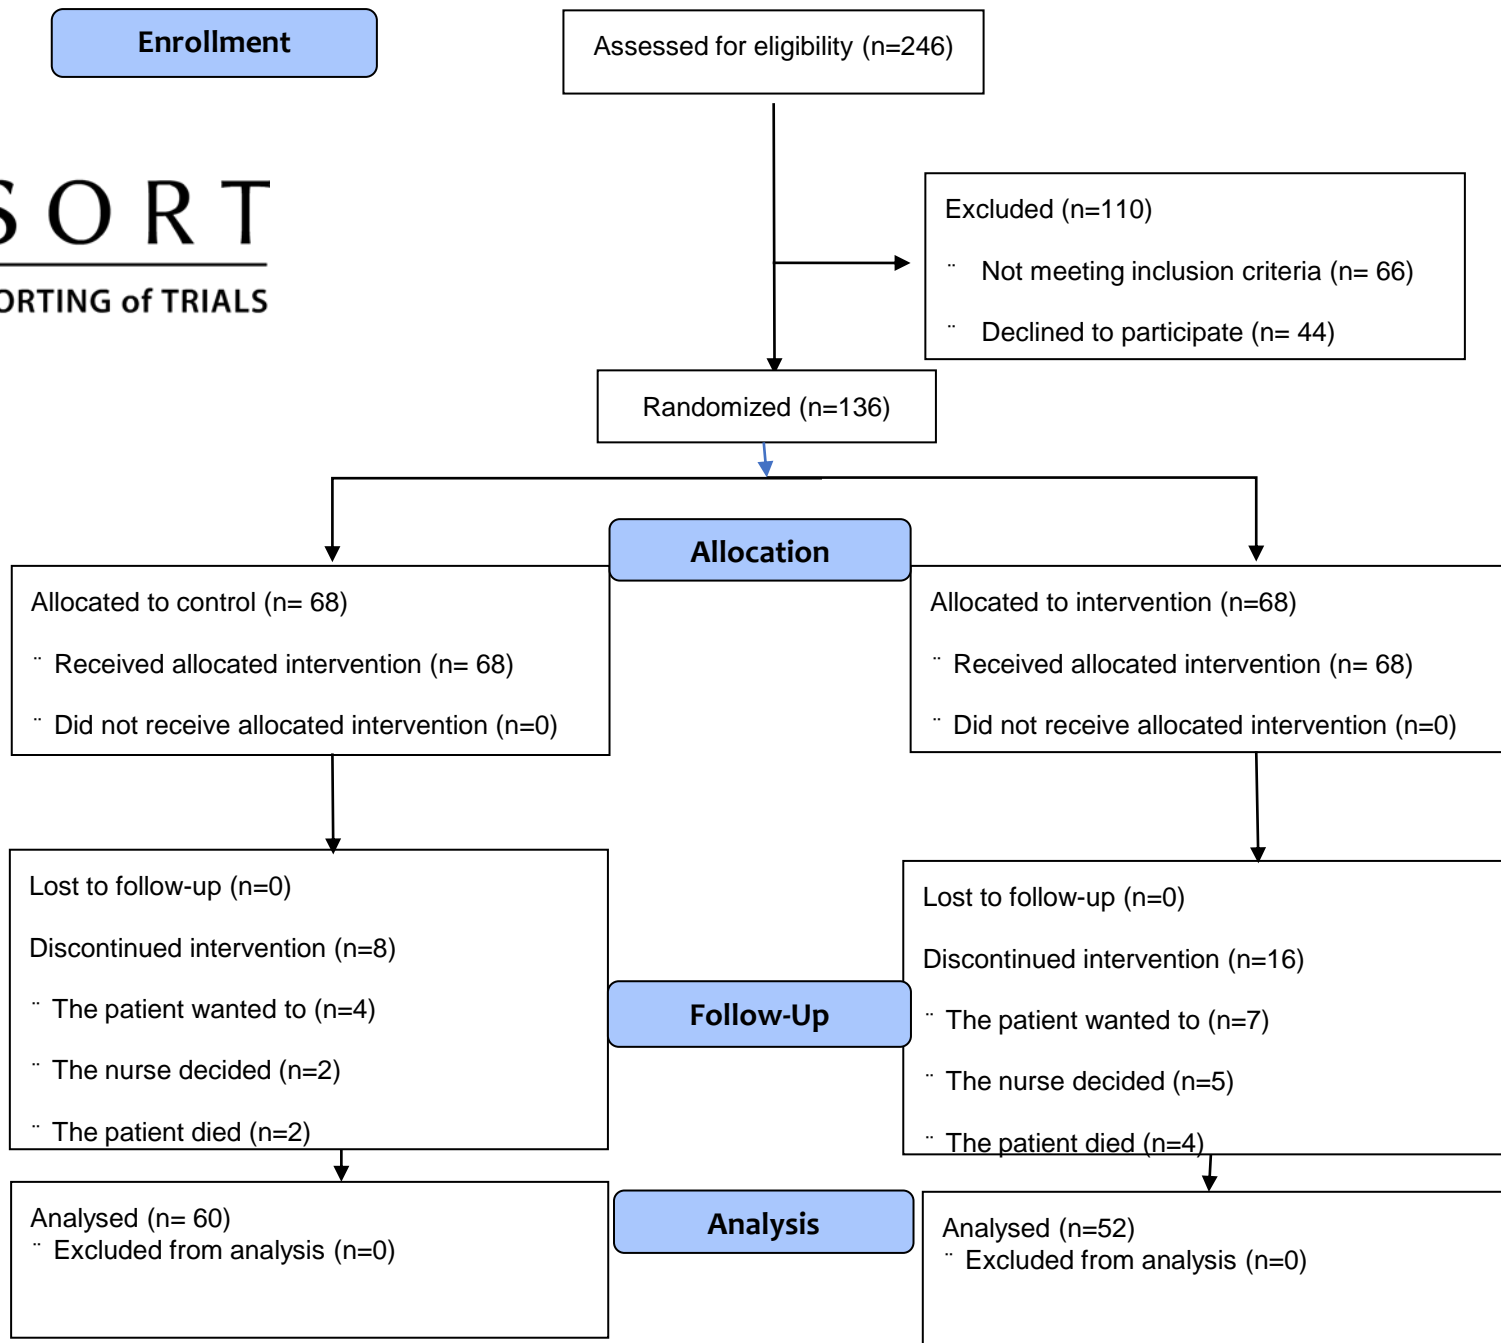 Enrollment
Assessed for eligibility (n=246)
SORT
ORTING of TRIALS
Excluded (n=110)
¨ Not meeting inclusion criteria (n= 66)
¨ Declined to participate (n= 44)
Randomized (n=136)
Allocation
Allocated to control (n= 68)
¨ Received allocated intervention (n= 68)
¨ Did not receive allocated intervention (n=0)
Allocated to intervention (n=68)
¨ Received allocated intervention (n= 68)
¨ Did not receive allocated intervention (n=0)
Follow-Up
Lost to follow-up (n=0)
Discontinued intervention (n=8)
¨ The patient wanted to (n=4)
¨ The nurse decided (n=2)
¨ The patient died (n=2)
Lost to follow-up (n=0)
Discontinued intervention (n=16)
¨ The patient wanted to (n=7)
¨ The nurse decided (n=5)
¨ The patient died (n=4)
Analysis
Analysed (n= 60)
¨ Excluded from analysis (n=0)
Analysed (n=52)
¨ Excluded from analysis (n=0)